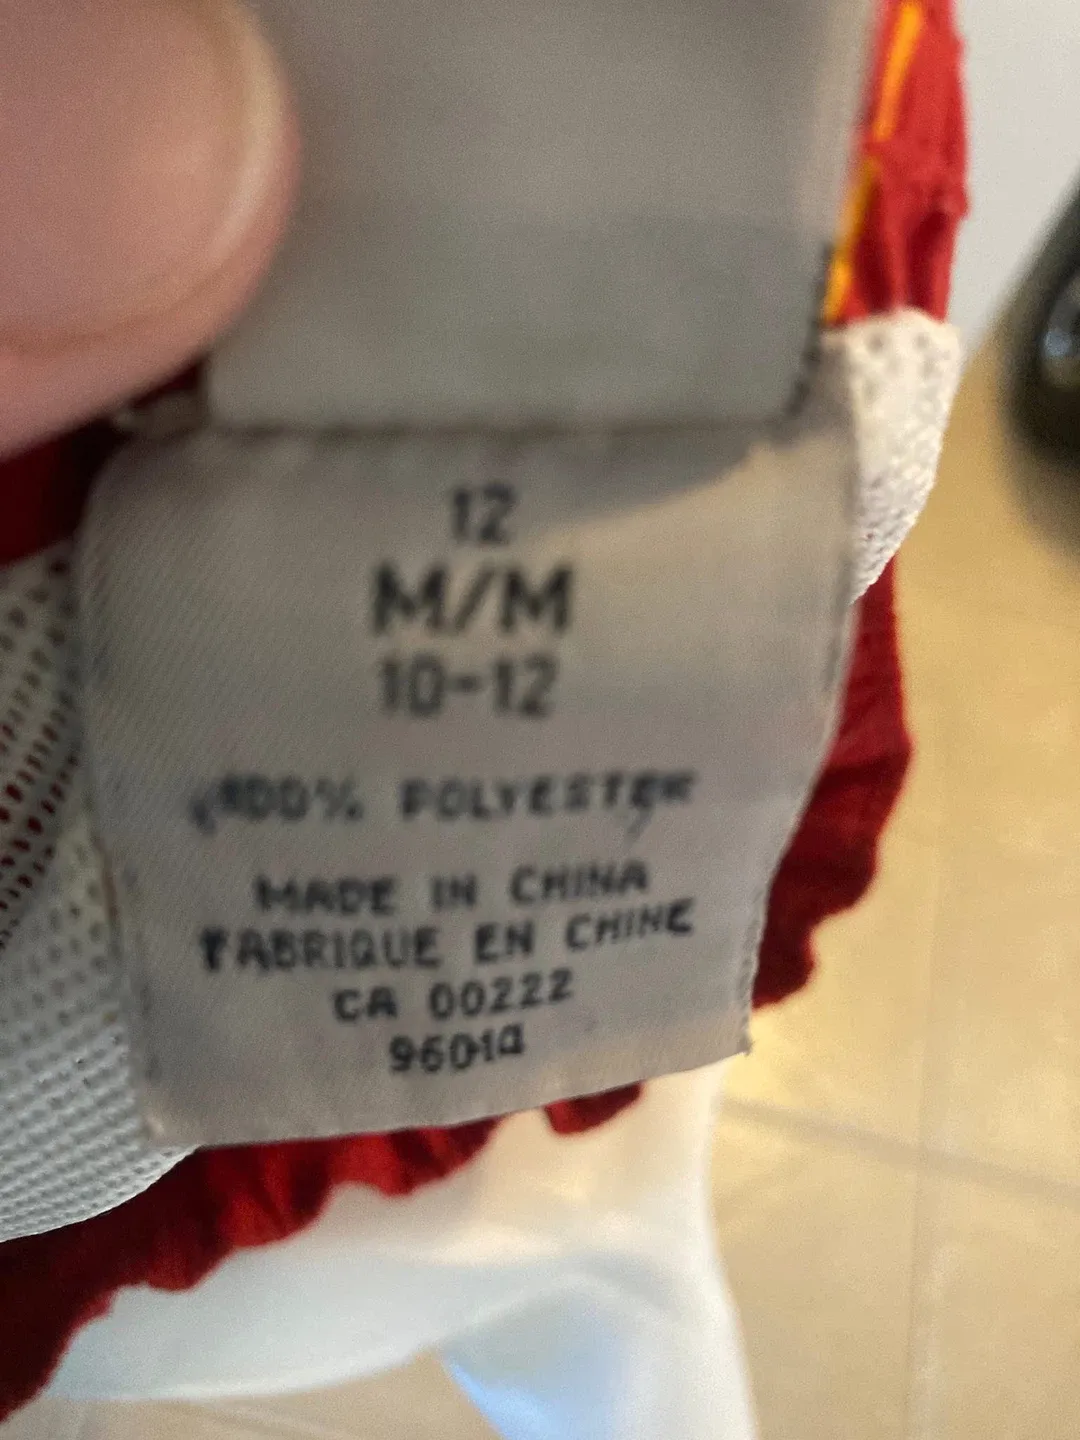 12
M/M
10-12
100% POLYESTER
MADE IN CHINA
FABRIQUE EN CHINE
CA 00222
96014